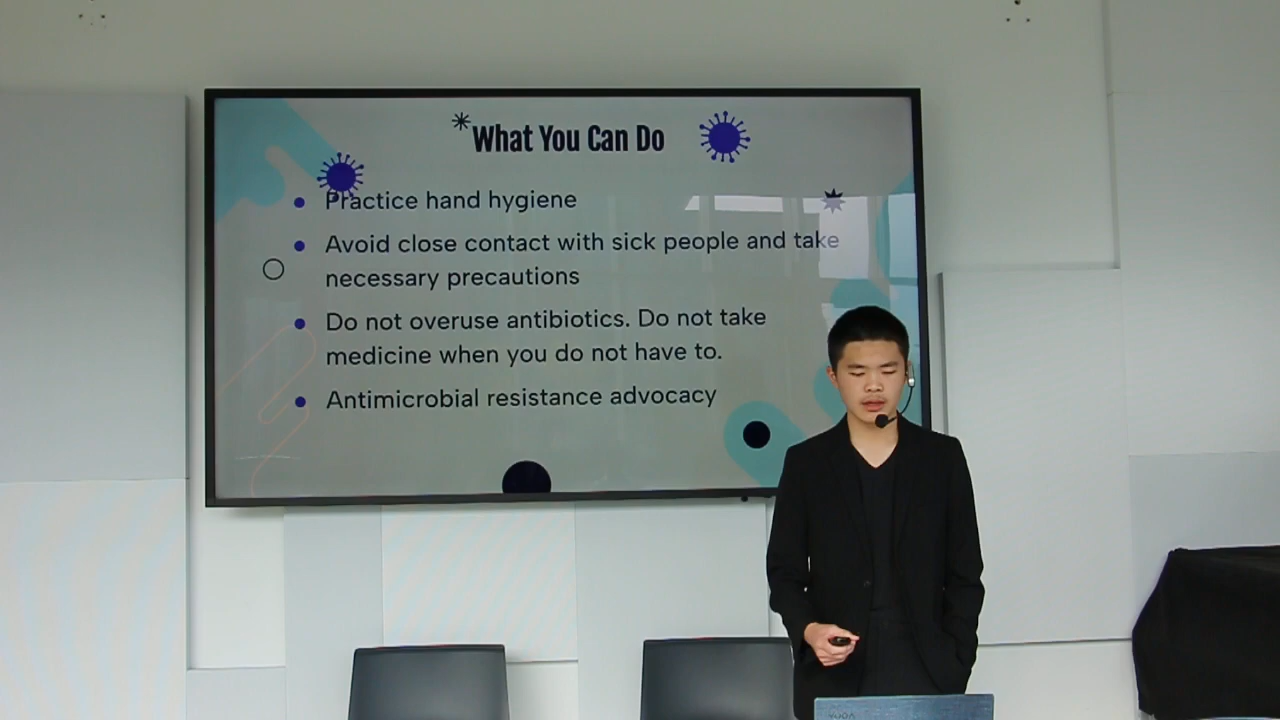 What You Can Do
Practice hand hygiene
Avoid close contact with sick people and take
necessary precautions
Do not overuse antibiotics. Do not take
medicine when you do not have to.
Antimicrobial resistance advocacy